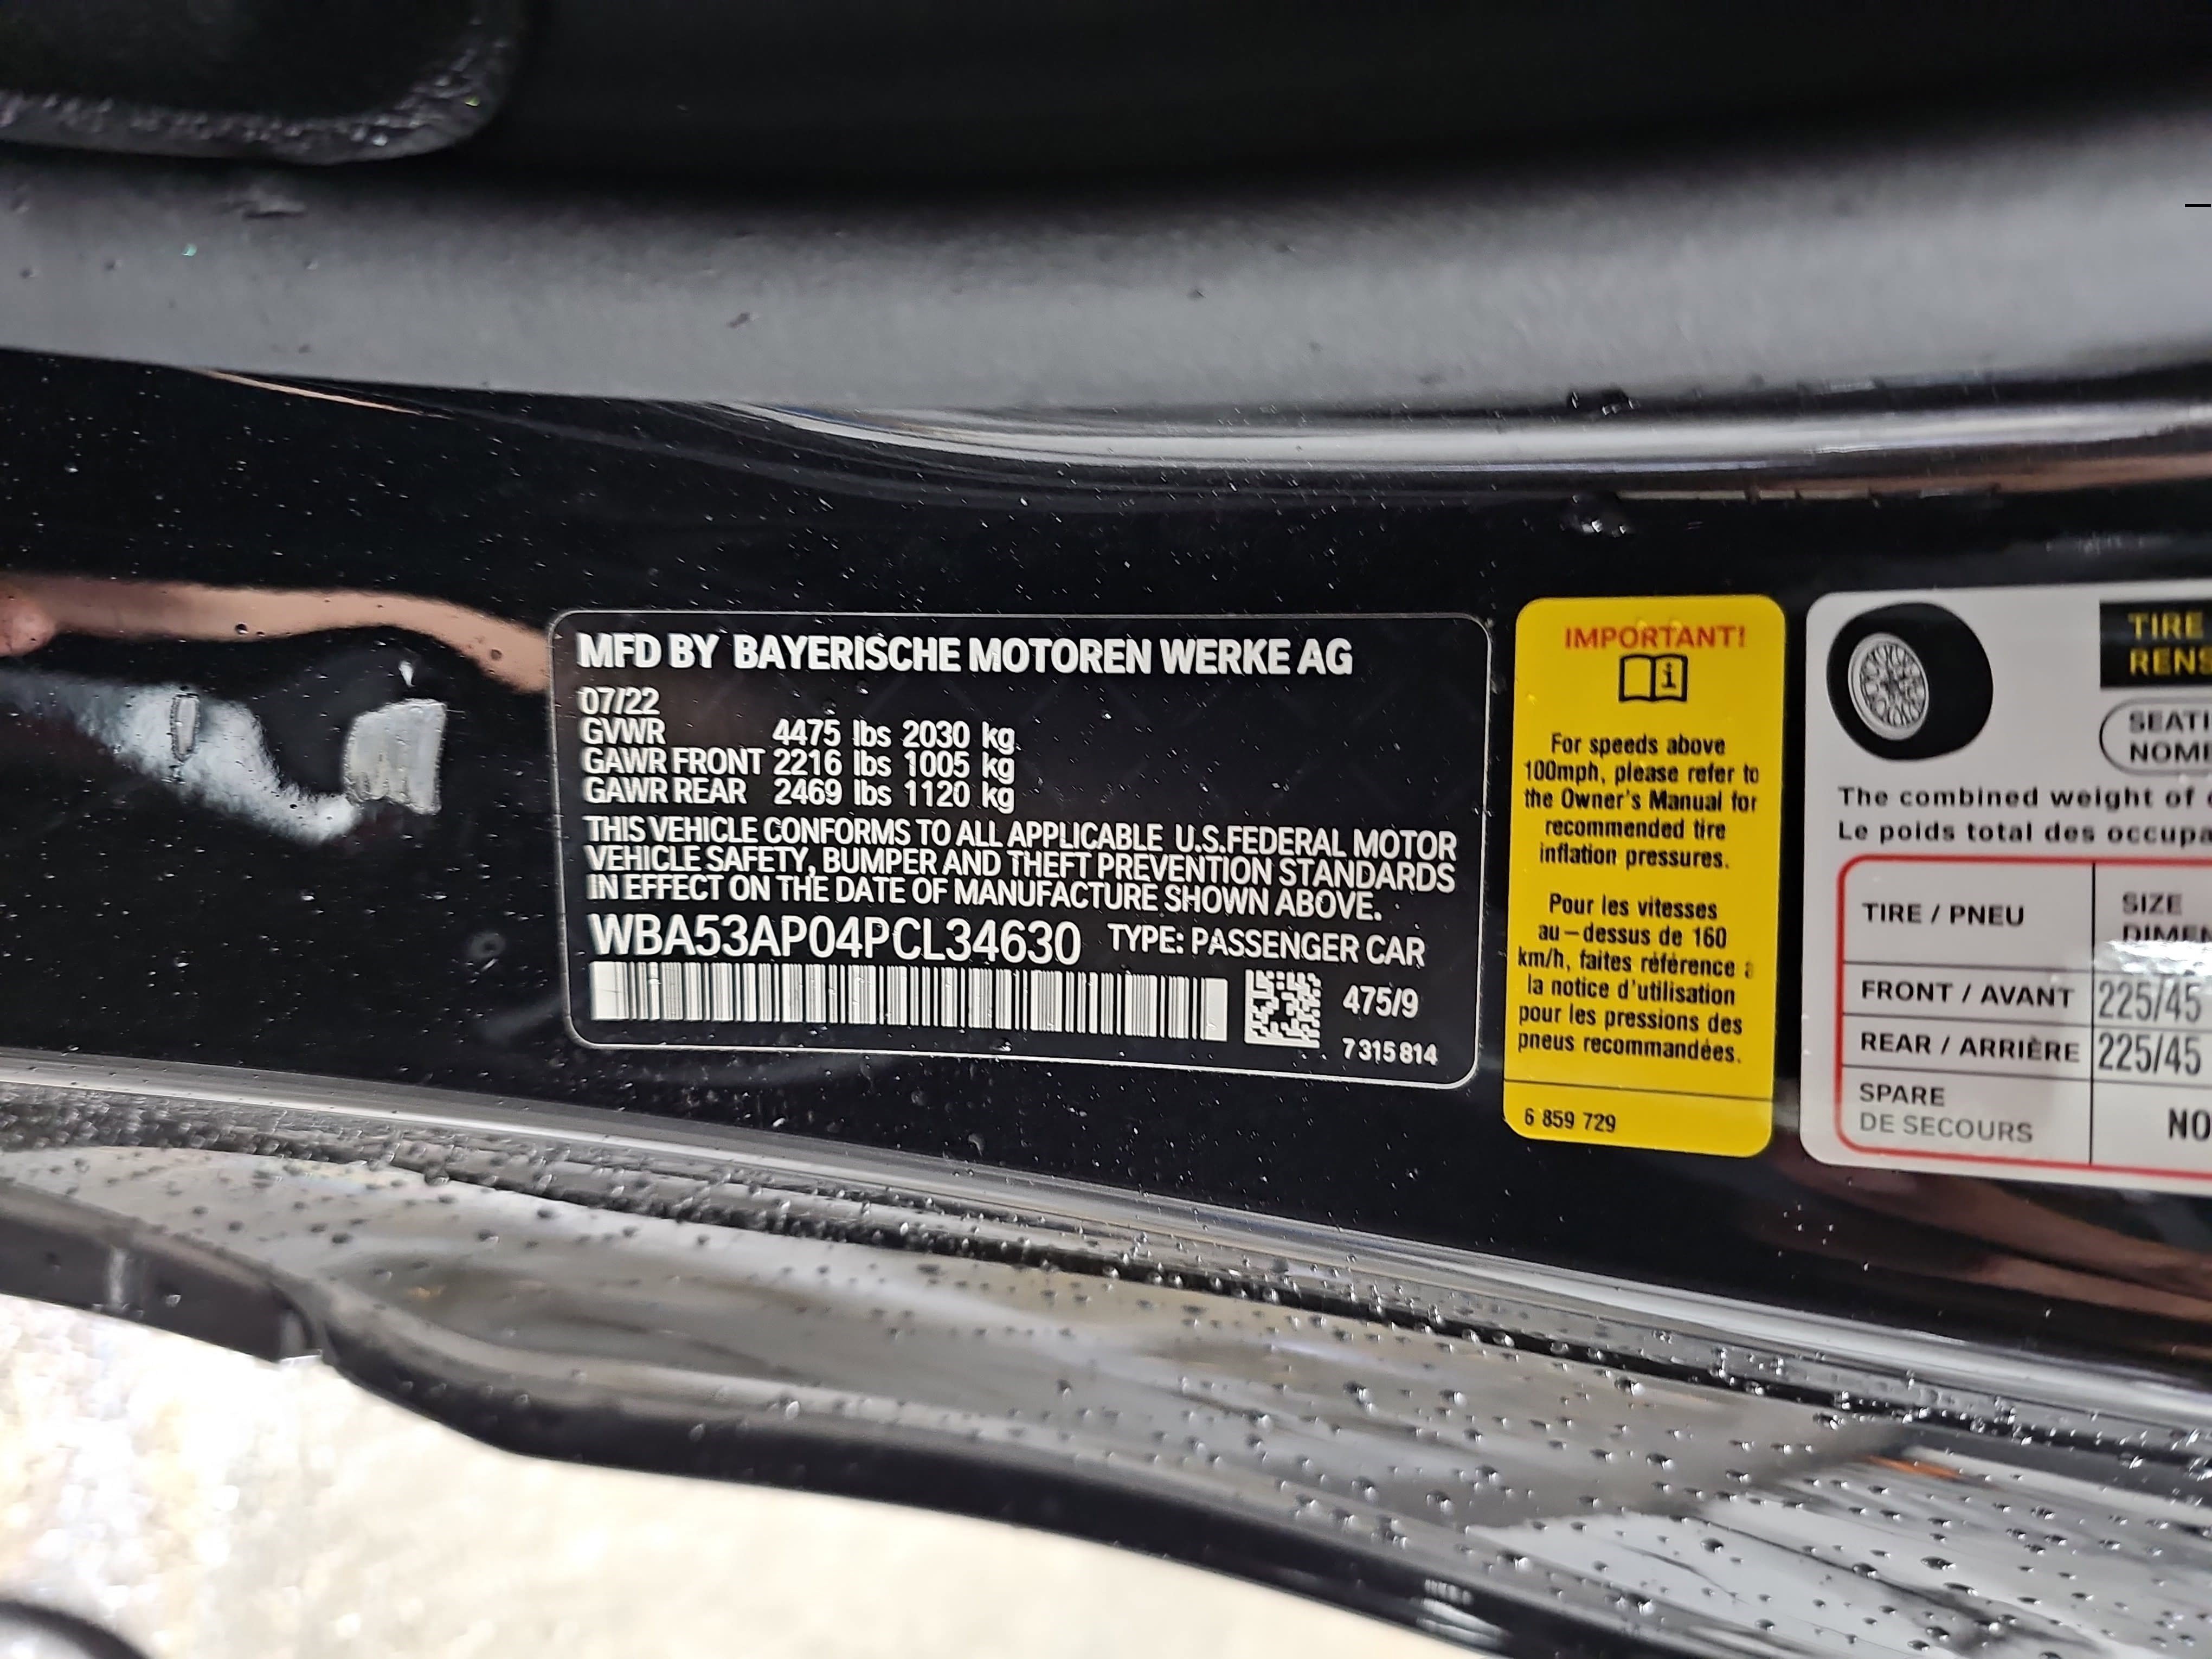 MFD BY BAYERISCHE MOTOREN WERKE AG
07/22
GVWR 4475 lbs 2030 kg
GAWR FRONT 2216 lbs 1005 kg
GAWR REAR 2469 lbs 1120 kg
THIS VEHICLE CONFORMS TO ALL APPLICABLE U.S.FEDERAL MOTOR
VEHICLE SAFETY, BUMPER AND THEFT PREVENTION STANDARDS
IN EFFECT ON THE DATE OF MANUFACTURE SHOWN ABOVE.
WBA53AP04PCL34630 TYPE: PASSENGER CAR
475/9
7 315 814
IMPORTANT!
i
For speeds above
100mph, please refer to
the Owner's Manual for
recommended tire
inflation pressures.
Pour les vitesses
au-dessus de 160
km/h, faites référence à
la notice d'utilisation
pour les pressions des
pneus recommandées.
6 859 729
TIRE
RENS
SEATI
NOMI
The combined weight of
Le poids total des occupa
TIRE / PNEU
SIZE
DIMEN
FRONT / AVANT 225/45
REAR / ARRIÈRE 225/45
SPARE
DE SECOURS
NO